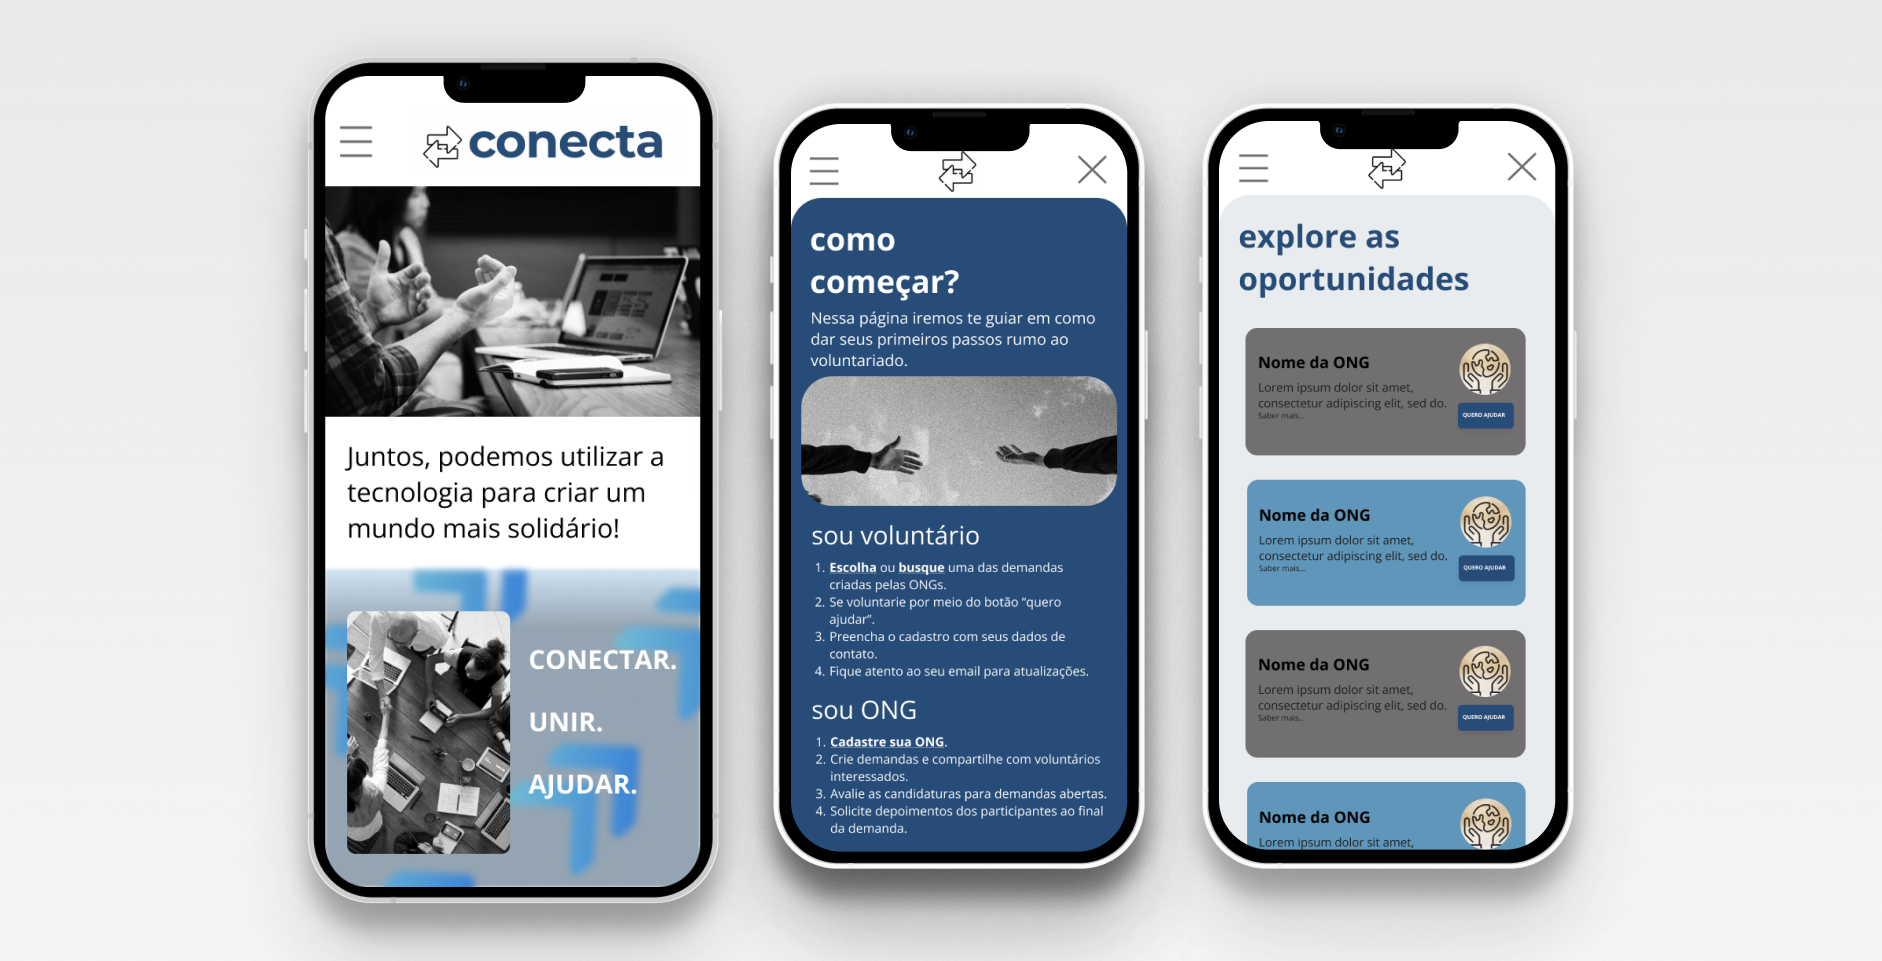 conecta
Juntos, podemos utilizar a
tecnologia para criar um
mundo mais solidário!
CONECTAR.
UNIR.
AJUDAR.
como
começar?
Nessa página iremos te guiar em como
dar seus primeiros passos rumo ao
voluntariado.
sou voluntário
1. Escolha ou busque uma das demandas
criadas pelas ONGs.
2. Se voluntarie por meio do botão “quero
ajudar”.
3. Preencha o cadastro com seus dados de
contato.
4. Fique atento ao seu email para atualizações.
sou ONG
1. Cadastre sua ONG.
2. Crie demandas e compartilhe com voluntários
interessados.
3. Avalie as candidaturas para demandas abertas.
4. Solicite depoimentos dos participantes ao final
da demanda.
explore as
oportunidades
Nome da ONG
Lorem ipsum dolor sit amet,
consectetur adipiscing elit, sed do.
Saber mais...
QUERO AJUDAR
Nome da ONG
Lorem ipsum dolor sit amet,
consectetur adipiscing elit, sed do.
Saber mais...
QUERO AJUDAR
Nome da ONG
Lorem ipsum dolor sit amet,
consectetur adipiscing elit, sed do.
Saber mais...
QUERO AJUDAR
Nome da ONG
Lorem ipsum dolor sit amet,